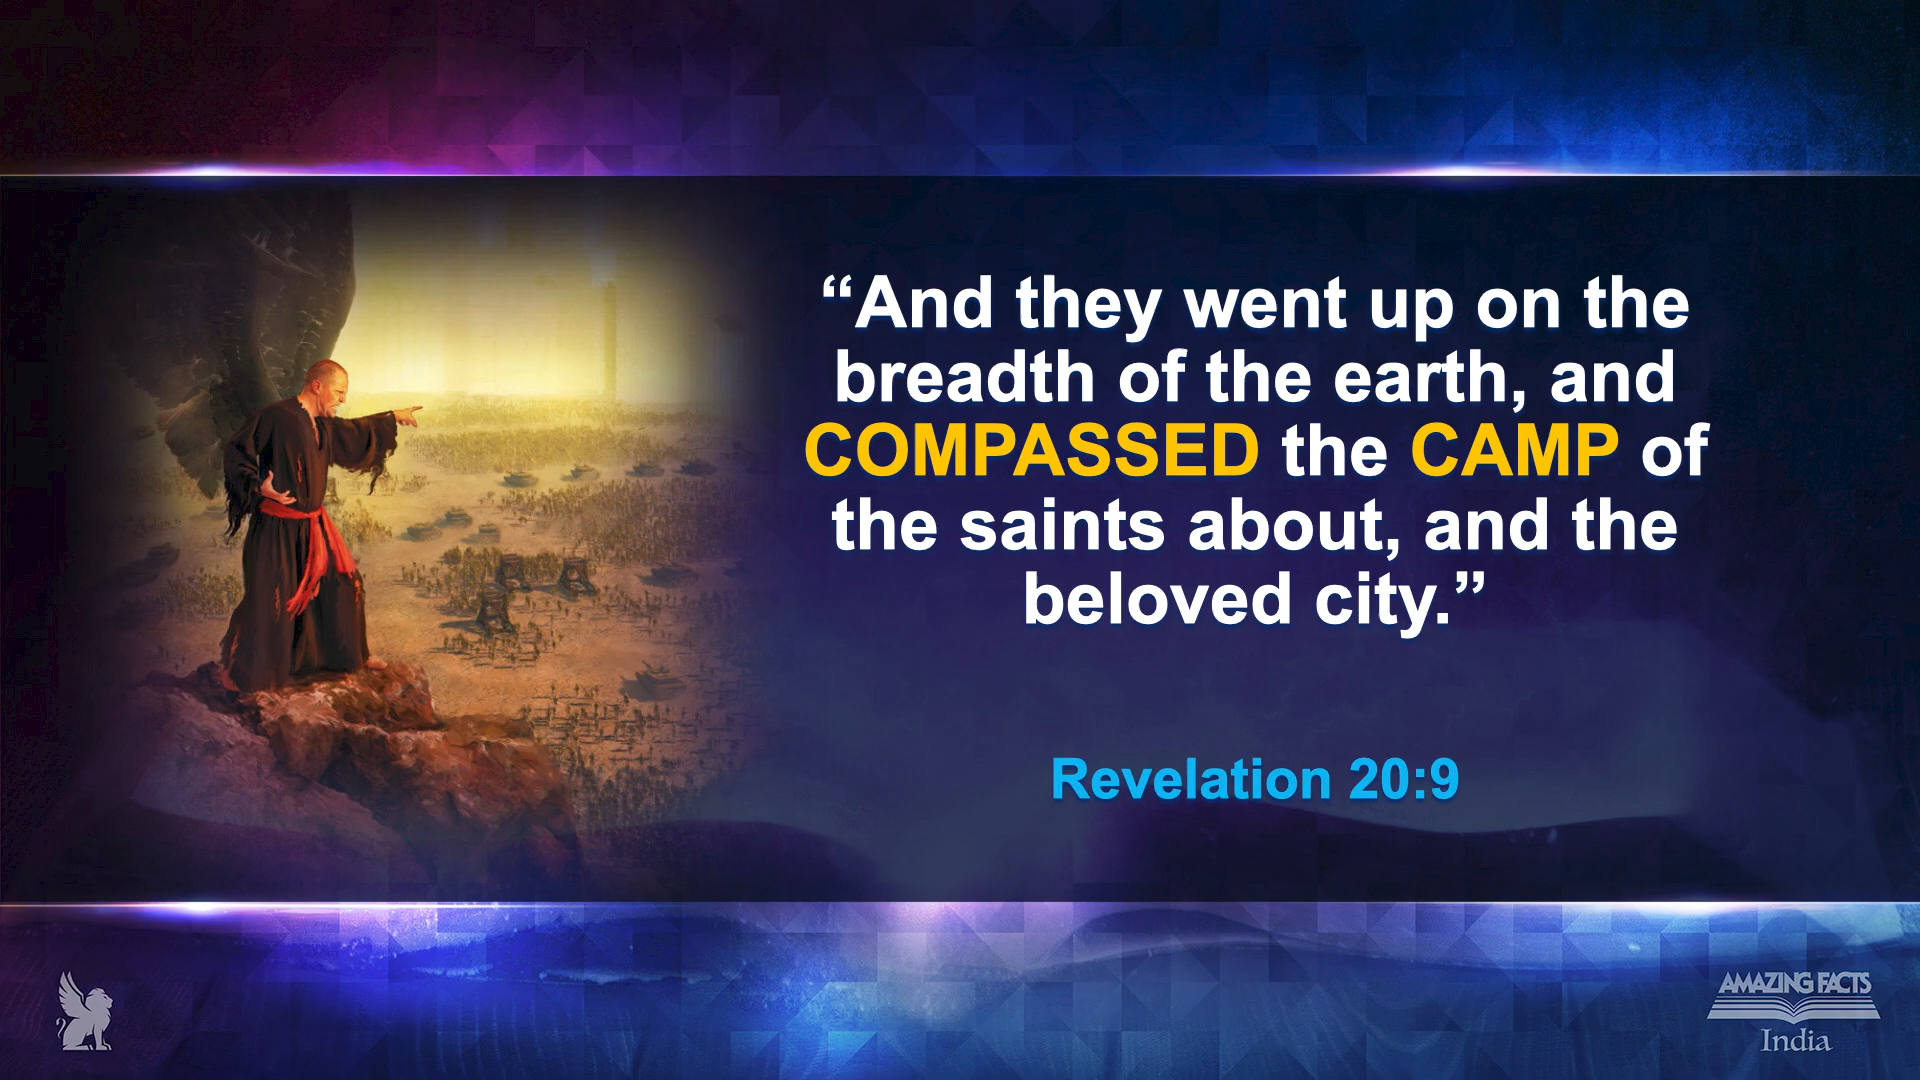 “And they went up on the
breadth of the earth, and
COMPASSED the CAMP of
the saints about, and the
beloved city.”
Revelation 20:9
AMAZING FACTS
India